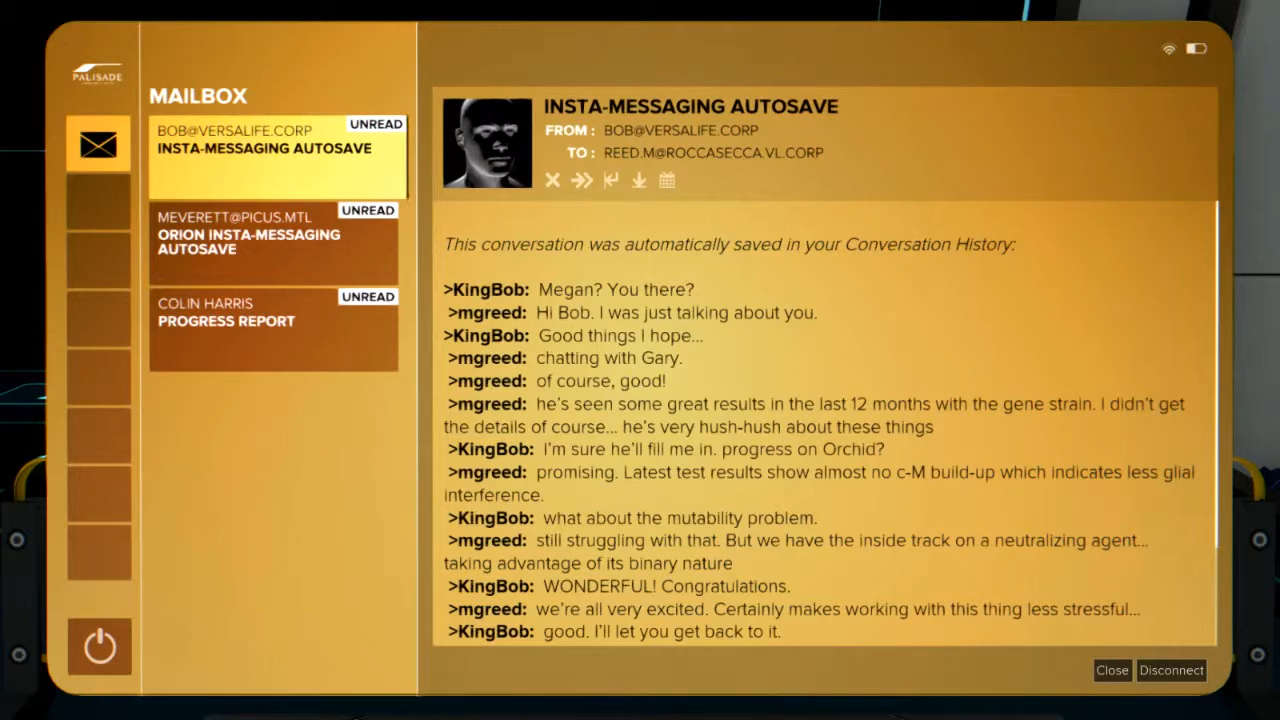 PALISADE
MAILBOX
BOB@VERSALIFE.CORP
UNREAD
INSTA-MESSAGING AUTOSAVE
MEVERETT@PICUS.MTL
UNREAD
ORION INSTA-MESSAGING
AUTOSAVE
COLIN HARRIS
UNREAD
PROGRESS REPORT
INSTA-MESSAGING AUTOSAVE
FROM : BOB@VERSALIFE.CORP
TO : REED.M@ROCCASECCA.VL.CORP
This conversation was automatically saved in your Conversation History:
>KingBob: Megan? You there?
>mgreed: Hi Bob. I was just talking about you.
>KingBob: Good things I hope...
>mgreed: chatting with Gary.
>mgreed: of course, good!
>mgreed: he's seen some great results in the last 12 months with the gene strain. I didn't get
the details of course... he's very hush-hush about these things
>KingBob: I'm sure he'll fill me in. progress on Orchid?
>mgreed: promising. Latest test results show almost no c-M build-up which indicates less glial
interference.
>KingBob: what about the mutability problem.
>mgreed: still struggling with that. But we have the inside track on a neutralizing agent...
taking advantage of its binary nature
>KingBob: WONDERFUL! Congratulations.
>mgreed: we're all very excited. Certainly makes working with this thing less stressful...
>KingBob: good. I'll let you get back to it.
Close
Disconnect